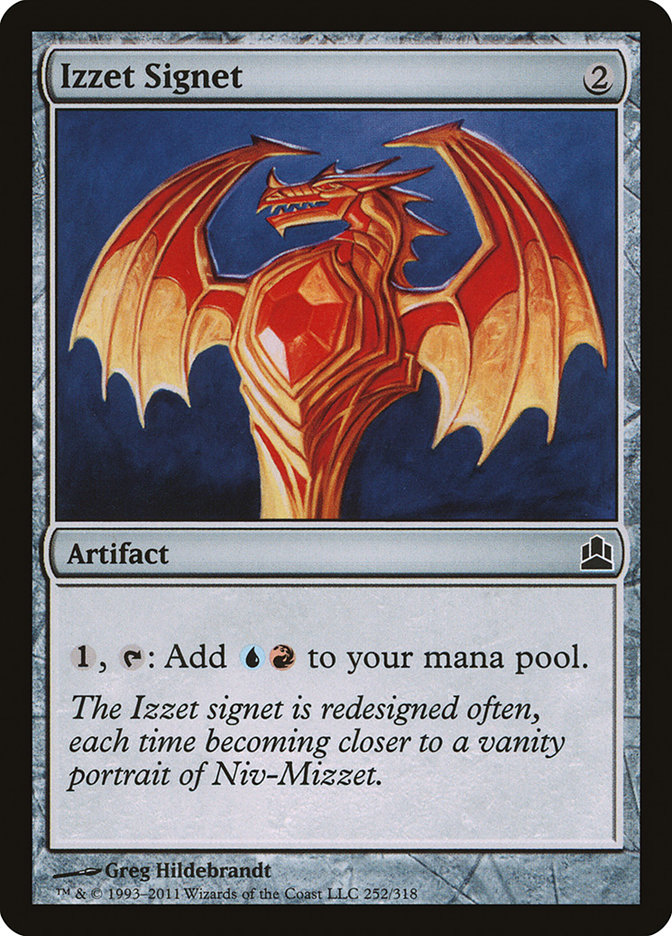 Izzet Signet 2
Artifact
1, : Add to your mana pool.
The Izzet signet is redesigned often,
each time becoming closer to a vanity
portrait of Niv-Mizzet.
Greg Hildebrandt
™ & © 1993–2011 Wizards of the Coast LLC 252/318